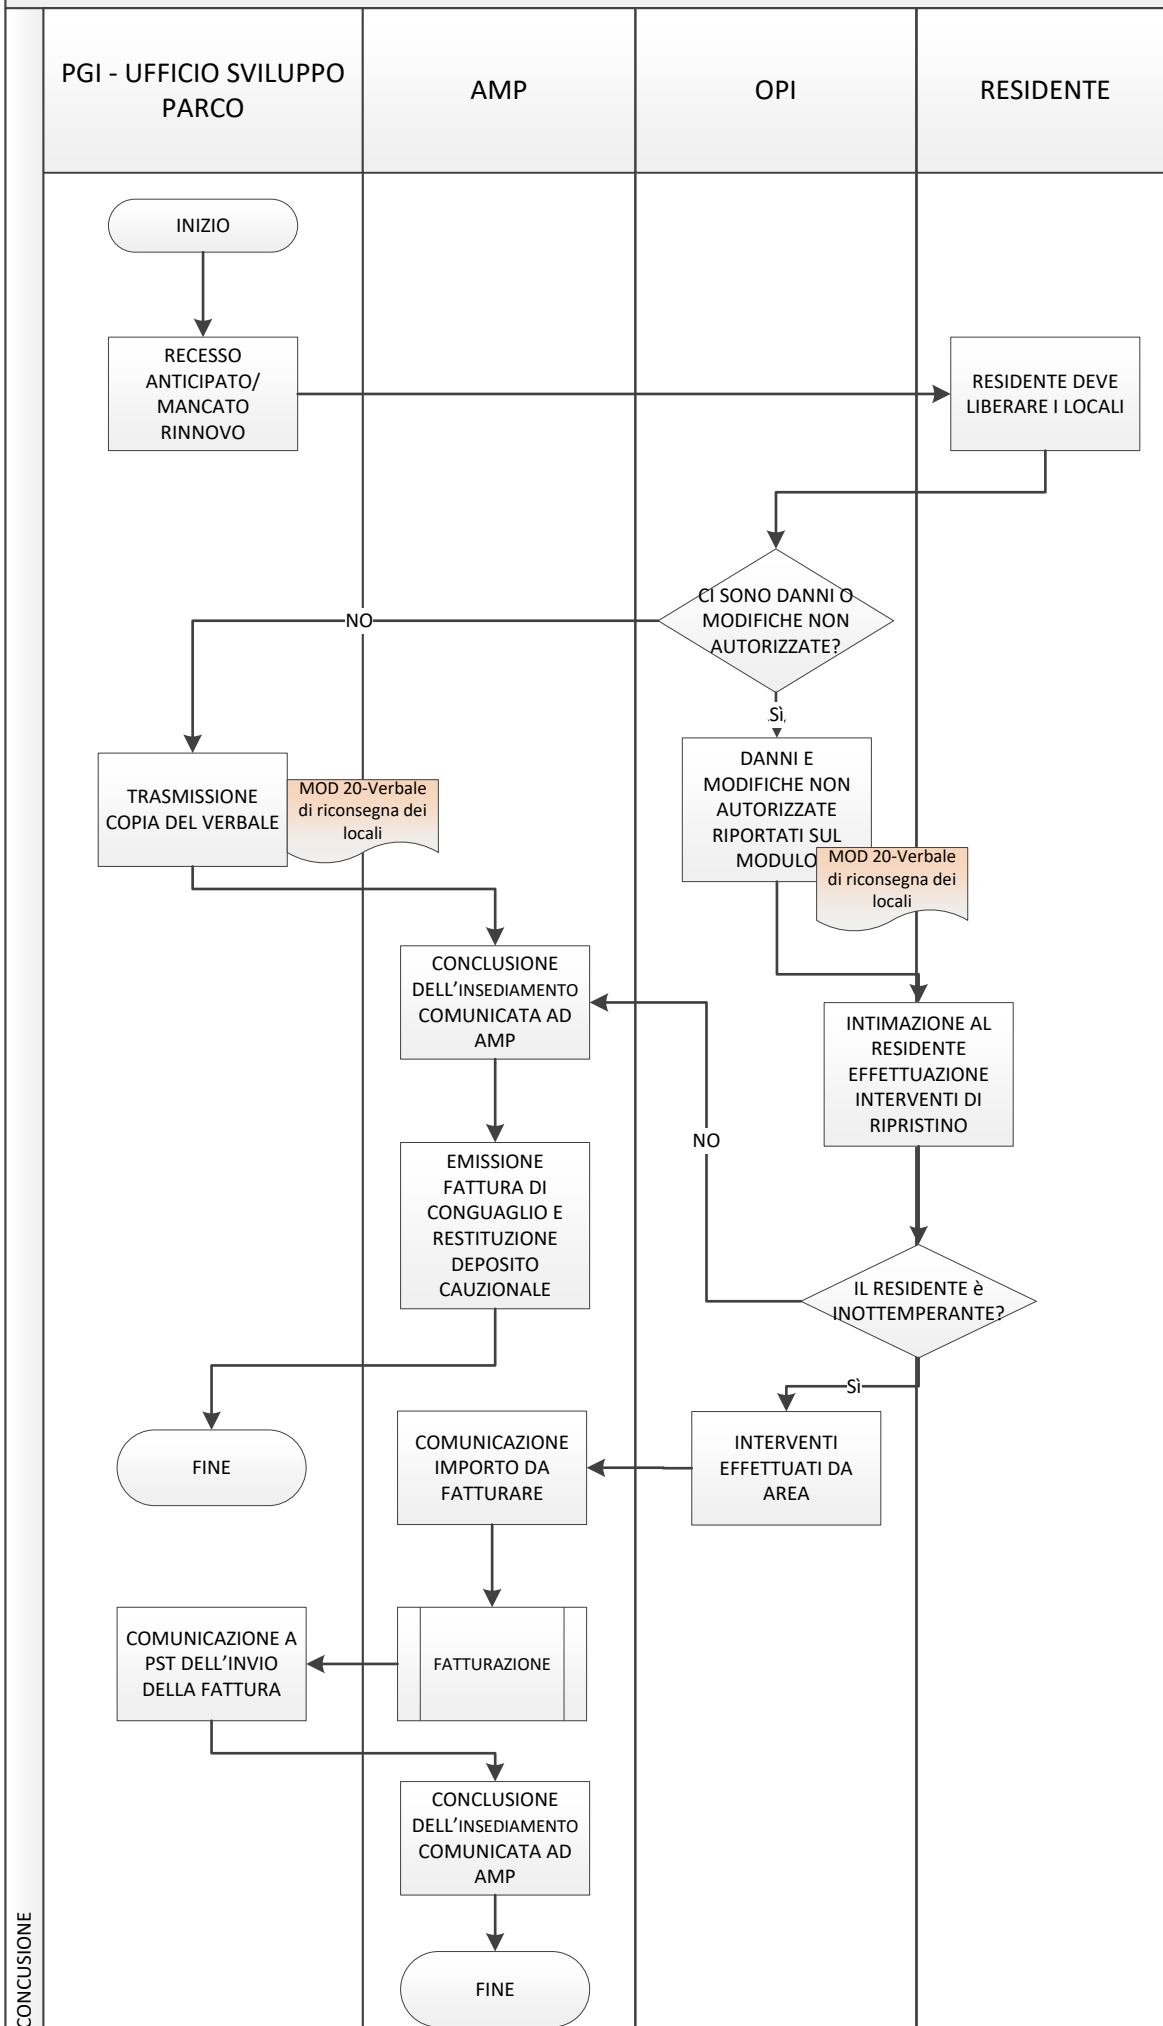 PGI - UFFICIO SVILUPPO
PARCO
AMP
OPI
RESIDENTE
INIZIO
RECESSO
ANTICIPATO/
MANCATO
RINNOVO
RESIDENTE DEVE
LIBERARE I LOCALI
CI SONO DANNI O
MODIFICHE NON
AUTORIZZATE?
NO
Sì
TRASMISSIONE
COPIA DEL VERBALE
MOD 20-Verbale
di riconsegna dei
locali
DANNI E
MODIFICHE NON
AUTORIZZATE
RIPORTATI SUL
MODULO
MOD 20-Verbale
di riconsegna dei
locali
CONCLUSIONE
DELL'INSEDIAMENTO
COMUNICATA AD
AMP
INTIMAZIONE AL
RESIDENTE
EFFETTUAZIONE
INTERVENTI DI
RIPRISTINO
NO
EMISSIONE
FATTURA DI
CONGUAGLIO E
RESTITUZIONE
DEPOSITO
CAUZIONALE
IL RESIDENTE è
INOTTEMPERANTE?
Sì
FINE
COMUNICAZIONE
IMPORTO DA
FATTURARE
INTERVENTI
EFFETTUATI DA
AREA
COMUNICAZIONE A
PST DELL'INVIO
DELLA FATTURA
FATTURAZIONE
CONCLUSIONE
DELL'INSEDIAMENTO
COMUNICATA AD
AMP
FINE
CONCUSIONE